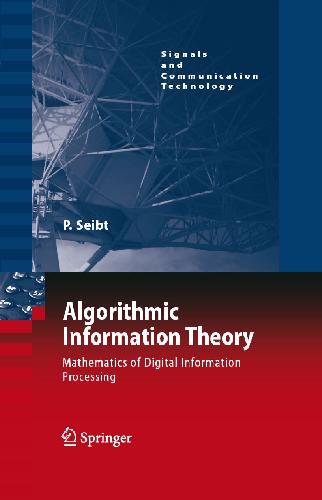 Signals
and
Communication
Technology
P. Seibt
Algorithmic
Information Theory
Mathematics of Digital Information
Processing
Springer